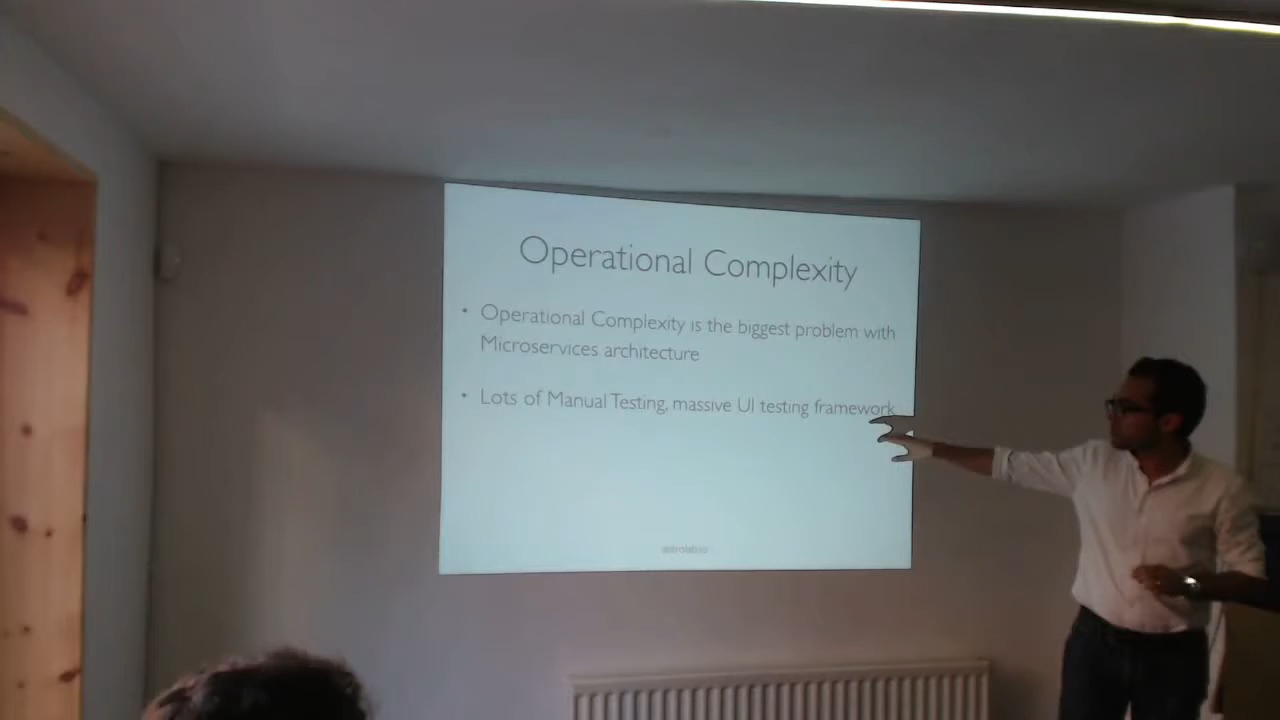 Operational Complexity
• Operational Complexity is the biggest problem with
Microservices architecture
• Lots of Manual Testing, massive UI testing framework